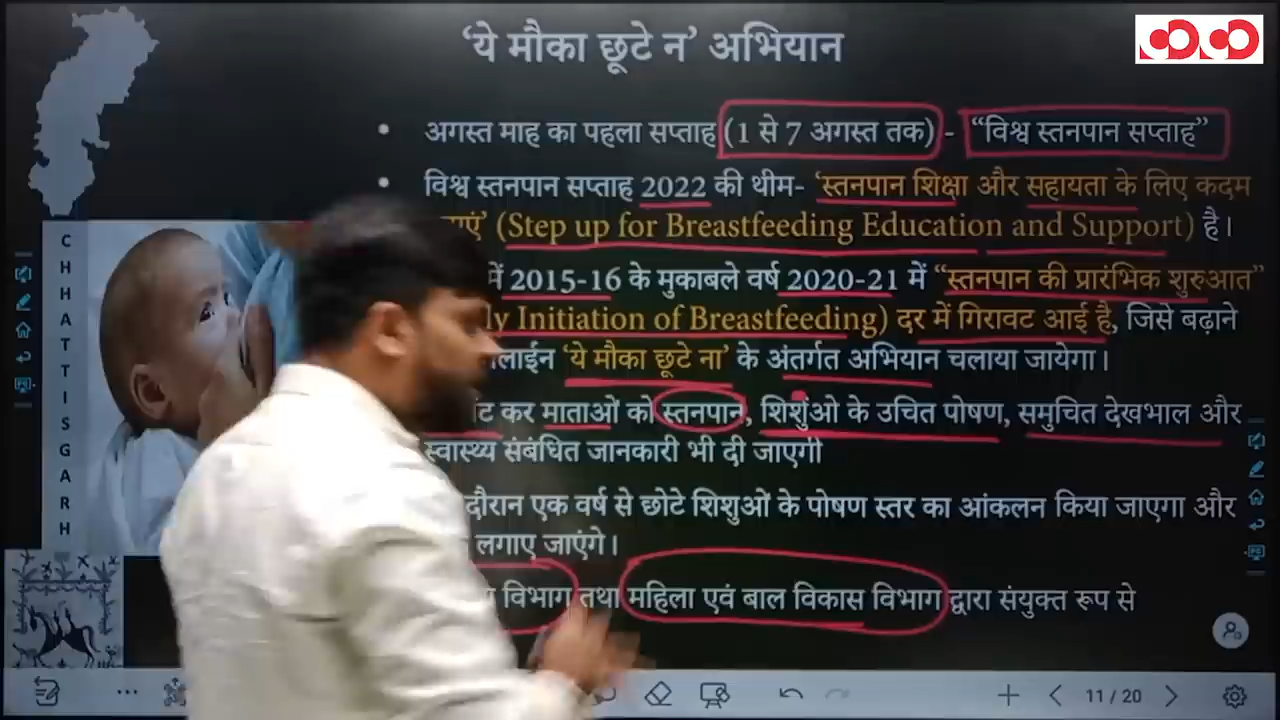 'ये मौका छूटे न' अभियान
अगस्त माह का पहला सप्ताह (1 से 7 अगस्त तक) - "विश्व स्तनपान सप्ताह"
विश्व स्तनपान सप्ताह 2022 की थीम- 'स्तनपान शिक्षा और सहायता के लिए कदम
(Step up for Breastfeeding Education and Support) है।
में 2015-16 के मुकाबले वर्ष 2020-21 में "स्तनपान की प्रारंभिक शुरुआत"
Initiation of Breastfeeding) दर में गिरावट आई है, जिसे बढ़ाने
'ये मौका छूटे ना' के अंतर्गत अभियान चलाया जायेगा।
कर माताओं को स्तनपान, शिशुंओ के उचित पोषण, समुचित देखभाल और
स्वास्थ्य संबंधित जानकारी भी दी जाएगी
दौरान एक वर्ष से छोटे शिशुओं के पोषण स्तर का आंकलन किया जाएगा और
लगाए जाएंगे।
विभाग तथा महिला एवं बाल विकास विभाग द्वारा संयुक्त रूप से
CHHATTISGARH
11 / 20